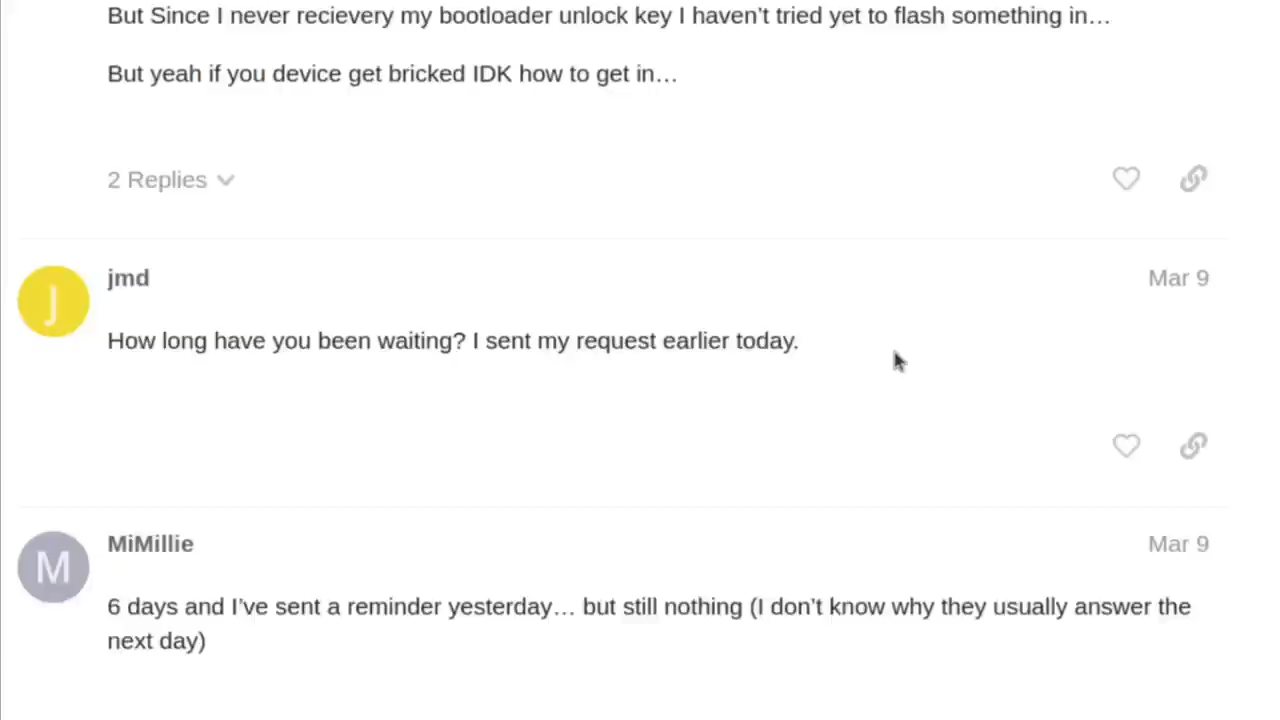 But Since I never recievery my bootloader unlock key I haven’t tried yet to flash something in…
But yeah if you device get bricked IDK how to get in…
2 Replies
J
jmd
Mar 9
How long have you been waiting? I sent my request earlier today.
M
MiMillie
Mar 9
6 days and I’ve sent a reminder yesterday… but still nothing (I don’t know why they usually answer the
next day)